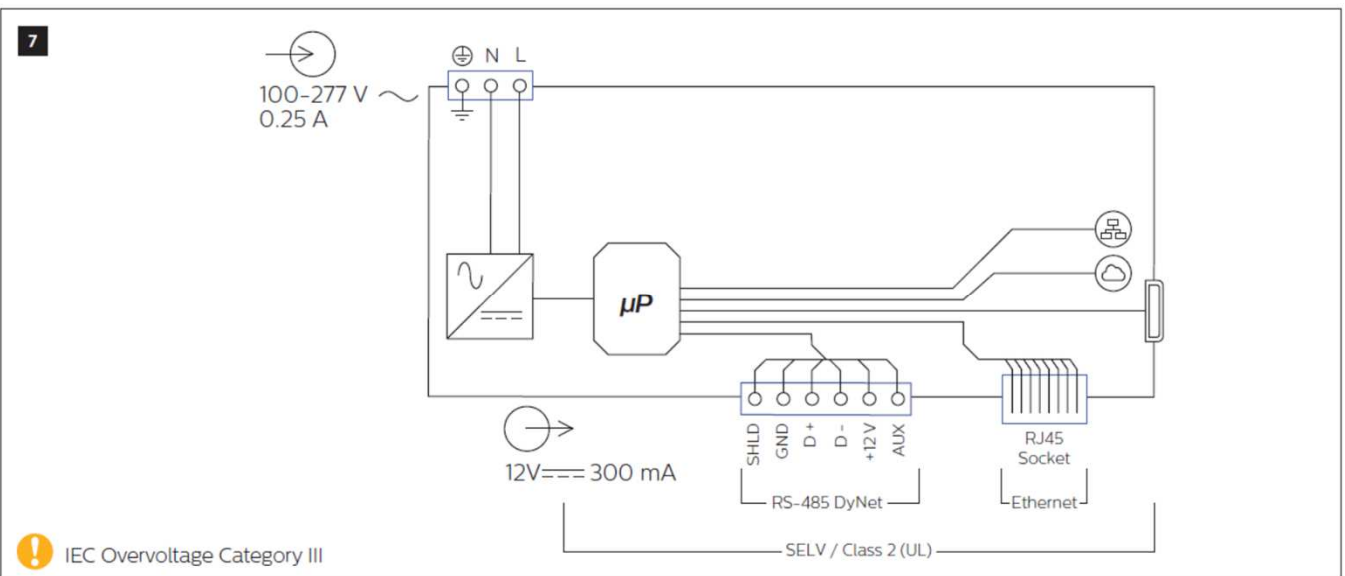 7
N L
100-277 V
0.25 A
µP
SHLD
GND
D +
D -
+12 V
AUX
RJ45
Socket
12V 300 mA
RS-485 DyNet
Ethernet
SELV / Class 2 (UL)
! IEC Overvoltage Category III